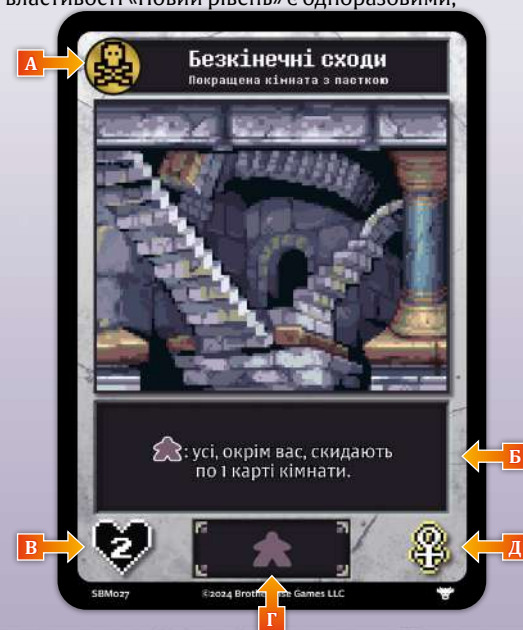 властивості «Новий рівень» є одноразовими,
А
Безкінечні сходи
Покращена кімната з пасткою
: усі, окрім вас, скидають
по 1 карті кімнати.
Б
В
2
Д
SBM027
©2024 Broth se Games LLC
Г